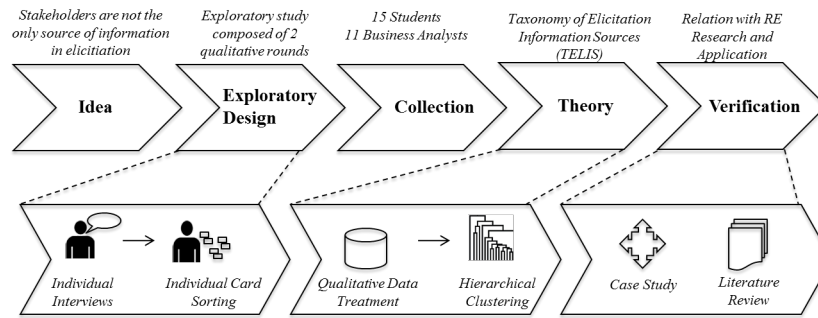 Stakeholders are not the
only source of information
in elicitiation
Exploratory study
composed of 2
qualitative rounds
15 Students
11 Business Analysts
Taxonomy of Elicitation
Information Sources
(TELIS)
Relation with RE
Research and
Application
Idea
Exploratory
Design
Collection
Theory
Verification
Individual
Interviews
Individual Card
Sorting
Qualitative Data
Treatment
Hierarchical
Clustering
Case Study
Literature
Review